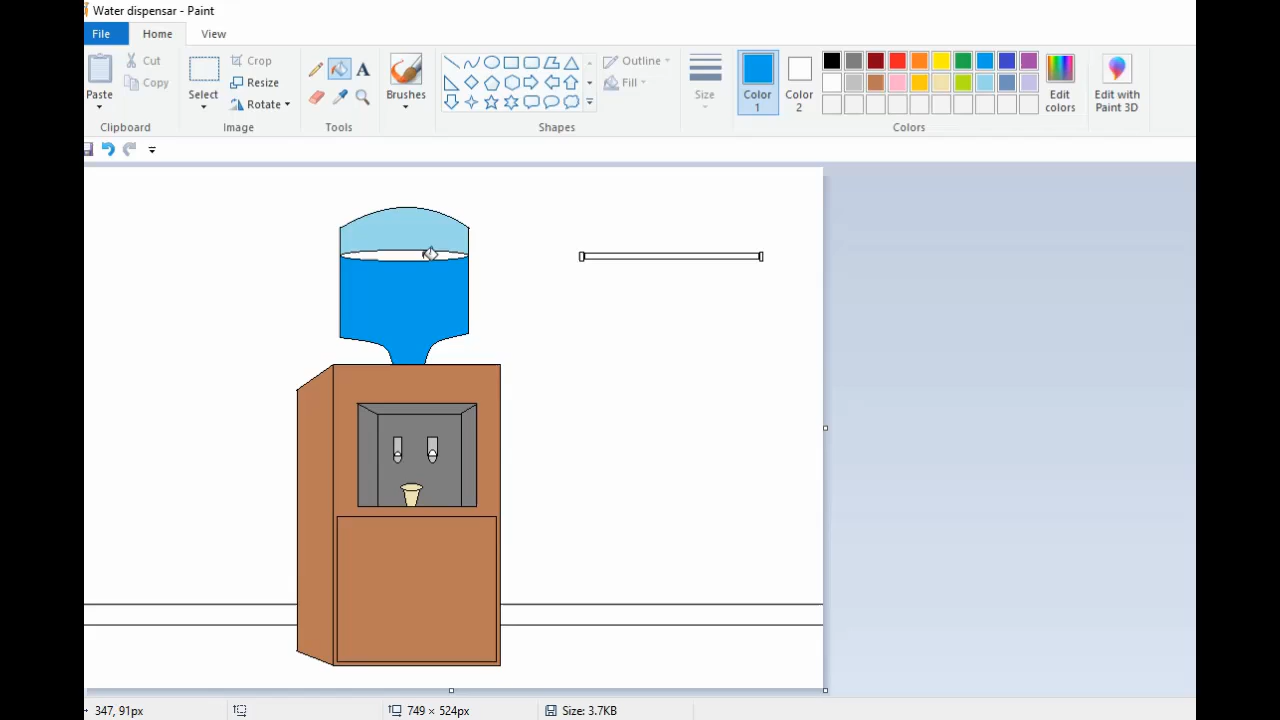 Water dispensar - Paint
File Home View
Cut Crop Outline
Copy Resize Fill
Paste Select Rotate Brushes Size Color 1 Color 2 Edit colors Edit with Paint 3D
Clipboard Image Tools Shapes Colors
347, 91px 749 × 524px Size: 3.7KB